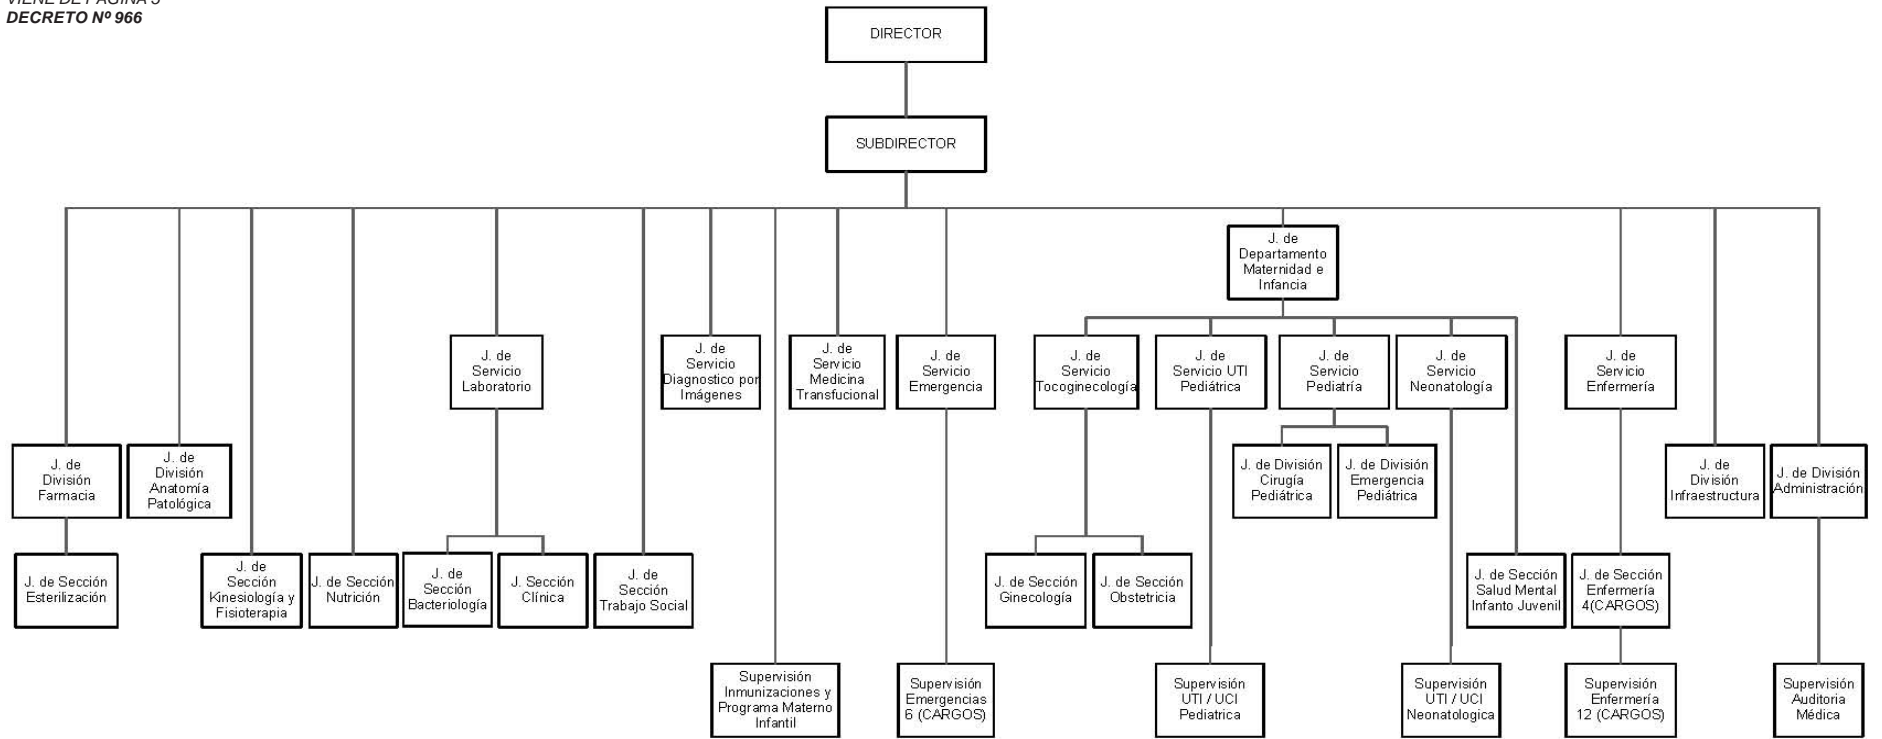 VIENE DE PAGINA 5
DECRETO Nº 966
DIRECTOR
SUBDIRECTOR
J. de
Departamento
Maternidad e
Infancia
J. de
Servicio
Laboratorio
J. de
Servicio
Diagnostico por
Imágenes
J. de
Servicio
Medicina
Transfucional
J. de
Servicio
Emergencia
J. de
Servicio
Tocoginecología
J. de
Servicio UTI
Pediátrica
J. de
Servicio
Pediatría
J. de
Servicio
Neonatología
J. de
Servicio
Enfermería
J. de
División
Farmacia
J. de
División
Anatomía
Patológica
J. de División
Cirugía
Pediátrica
J. de División
Emergencia
Pediátrica
J. de
División
Infraestructura
J. de División
Administración
J. de Sección
Esterilización
J. de
Sección
Kinesiología y
Fisioterapia
J. de Sección
Nutrición
J. de
Sección
Bacteriología
J. Sección
Clínica
J. de
Sección
Trabajo Social
J. de Sección
Ginecología
J. de Sección
Obstetricia
J. de Sección
Salud Mental
Infanto Juvenil
J. de Sección
Enfermería
4(CARGOS)
Supervisión
Inmunizaciones y
Programa Materno
Infantil
Supervisión
Emergencias
6 (CARGOS)
Supervisión
UTI / UCI
Pediatrica
Supervisión
UTI / UCI
Neonatologica
Supervisión
Enfermería
12 (CARGOS)
Supervisión
Auditoria
Médica